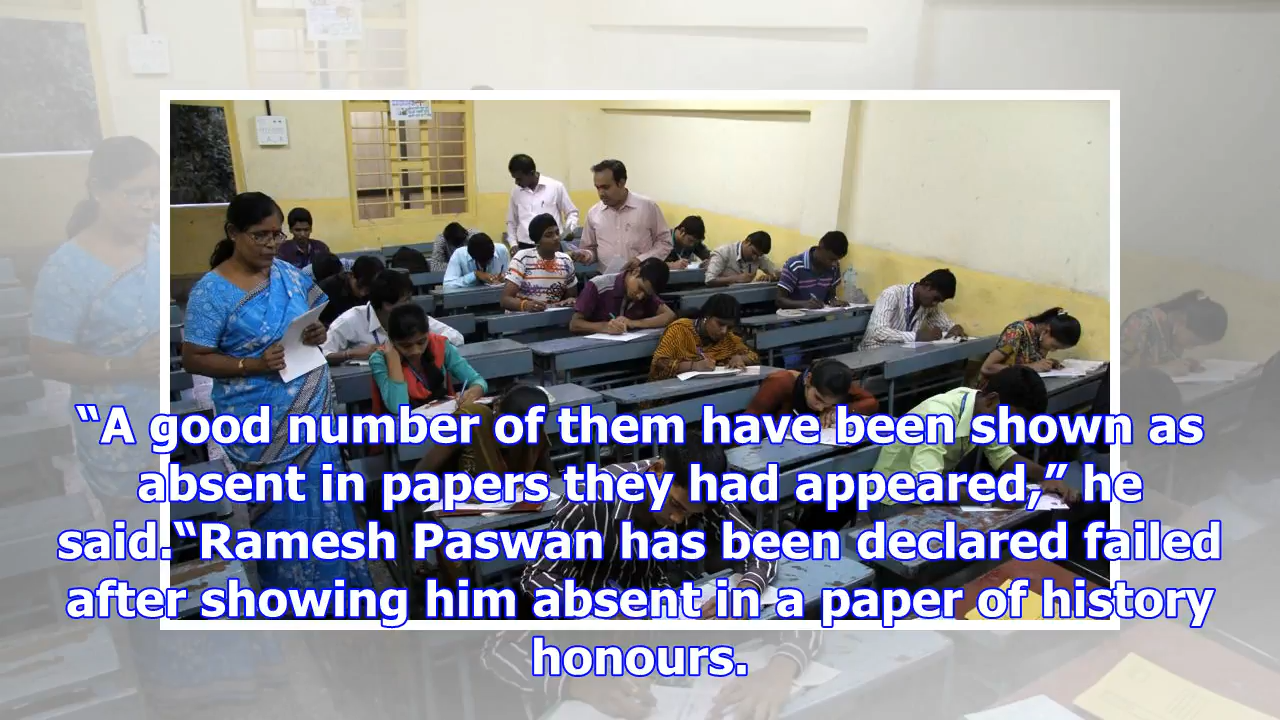 “A good number of them have been shown as
absent in papers they had appeared,” he
said.“Ramesh Paswan has been declared failed
after showing him absent in a paper of history
honours.